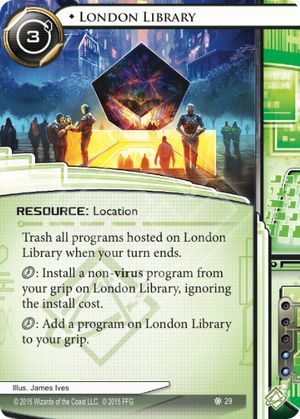 ♦ London Library
3
RESOURCE: Location
Trash all programs hosted on London
Library when your turn ends.
: Install a non-virus program from
your grip on London Library, ignoring
the install cost.
: Add a program on London Library
to your grip.
Illus. James Ives
© 2015 Wizards of the Coast LLC. © 2015 FFG
29